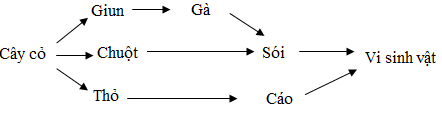 Giun Gà
Cây cỏ Chuột Sói Vi sinh vật
Thỏ Cáo